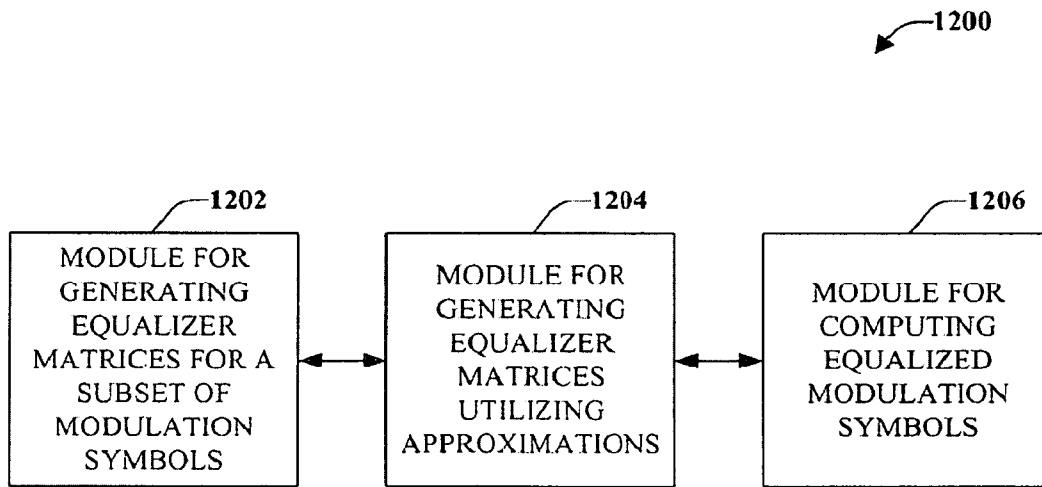 1200
1202
MODULE FOR
GENERATING
EQUALIZER
MATRICES FOR A
SUBSET OF
MODULATION
SYMBOLS
1204
MODULE FOR
GENERATING
EQUALIZER
MATRICES
UTILIZING
APPROXIMATIONS
1206
MODULE FOR
COMPUTING
EQUALIZED
MODULATION
SYMBOLS